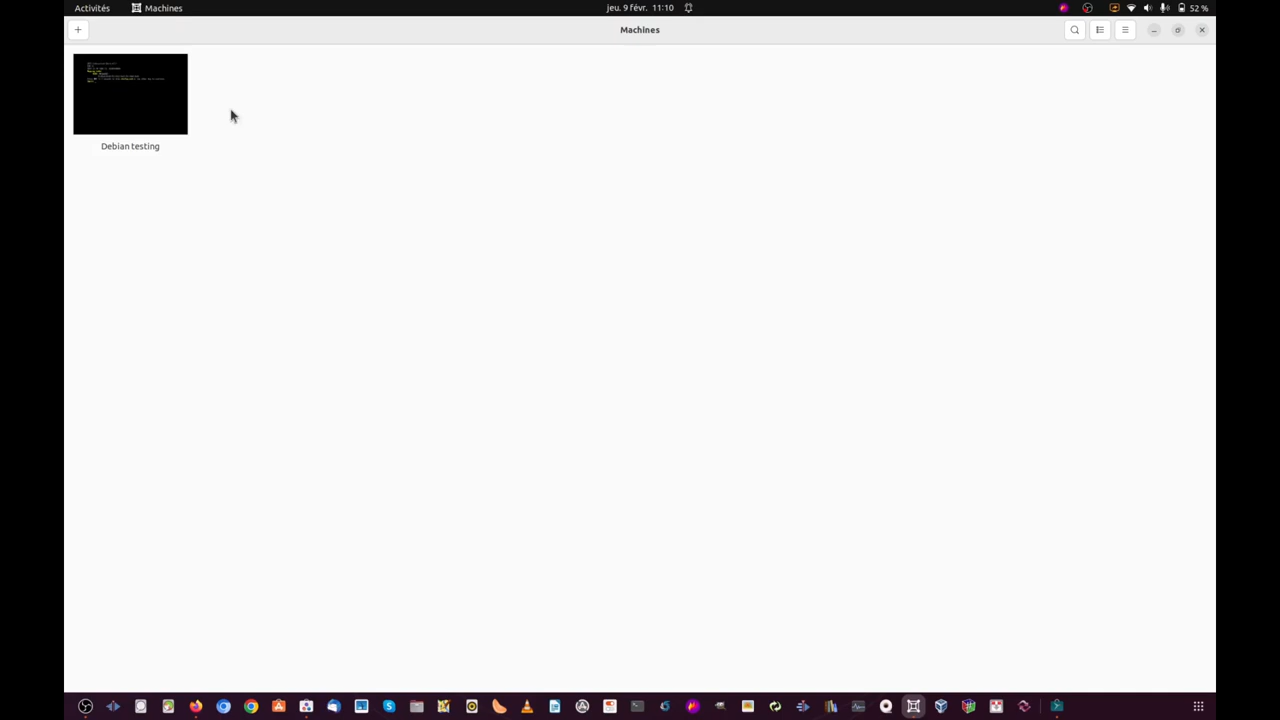 Activités
Machines
jeu. 9 févr. 11:10
52 %
Machines
Debian testing